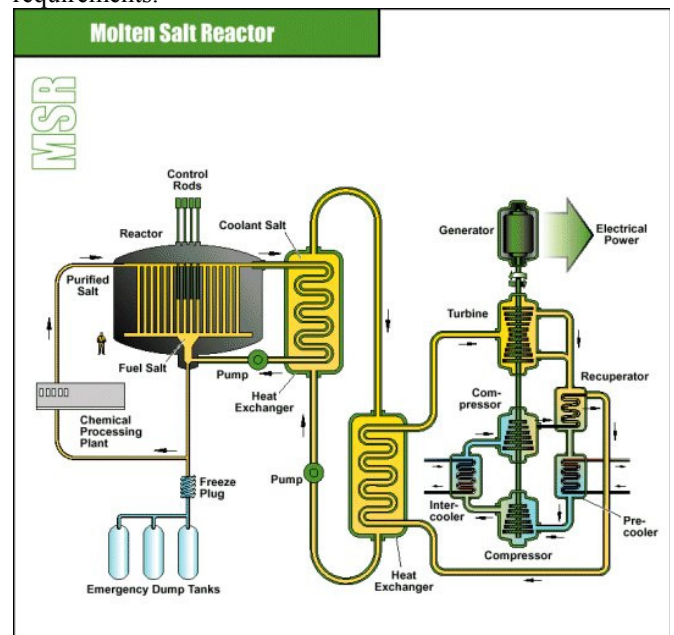 requirements.
Molten Salt Reactor
MSR
Control
Rods
Reactor
Coolant Salt
Generator
Electrical
Power
Purified
Salt
Turbine
Fuel Salt
Pump
Heat
Exchanger
Recuperator
Com-
pressor
Chemical
Processing
Plant
Freeze
Plug
Pump
Inter-
cooler
Pre-
cooler
Compressor
Heat
Exchanger
Emergency Dump Tanks